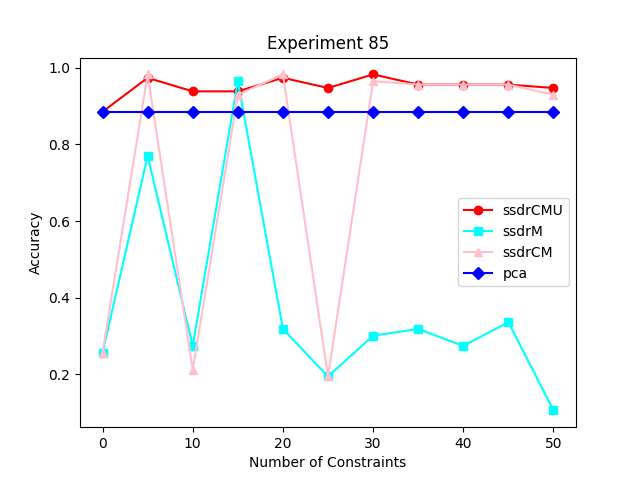 Experiment 85
1.0
0.8
0.6
0.4
0.2
Accuracy
ssdrCMU
ssdrM
ssdrCM
pca
0 10 20 30 40 50
Number of Constraints